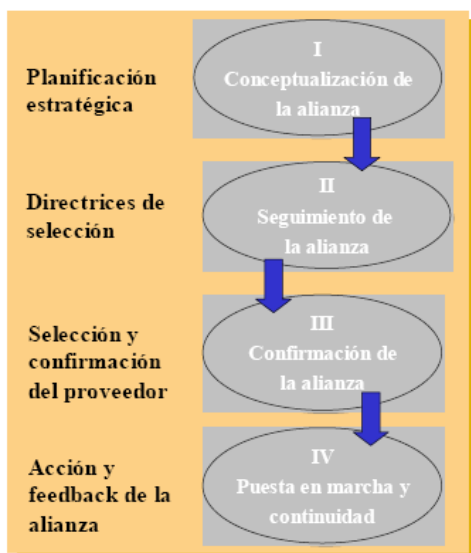 I
Planificación
estratégica
Conceptualización de
la alianza
II
Directrices de
selección
Seguimiento de
la alianza
III
Selección y
confirmación
del proveedor
Confirmación de
la alianza
IV
Acción y
feedback de la
alianza
Puesta en marcha y
continuidad